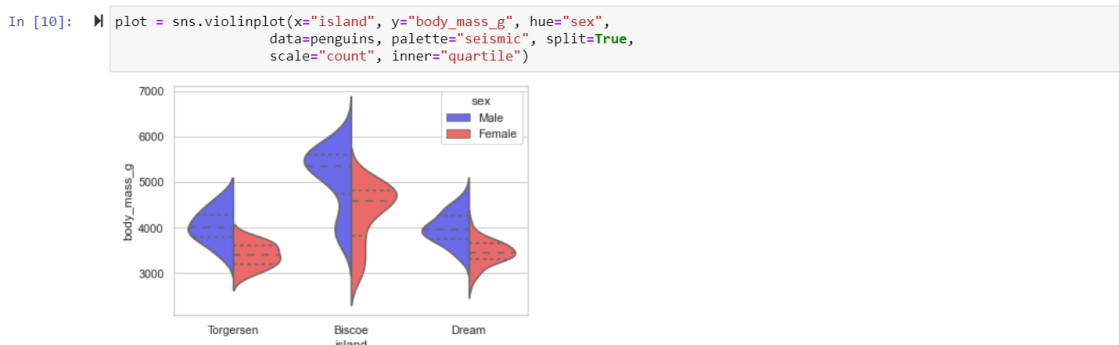 In [10]:
plot = sns.violinplot(x="island", y="body_mass_g", hue="sex",
data=penguins, palette="seismic", split=True,
scale="count", inner="quartile")
7000
6000
5000
4000
3000
body_mass_g
sex
Male
Female
Torgersen
Biscoe
Dream
island